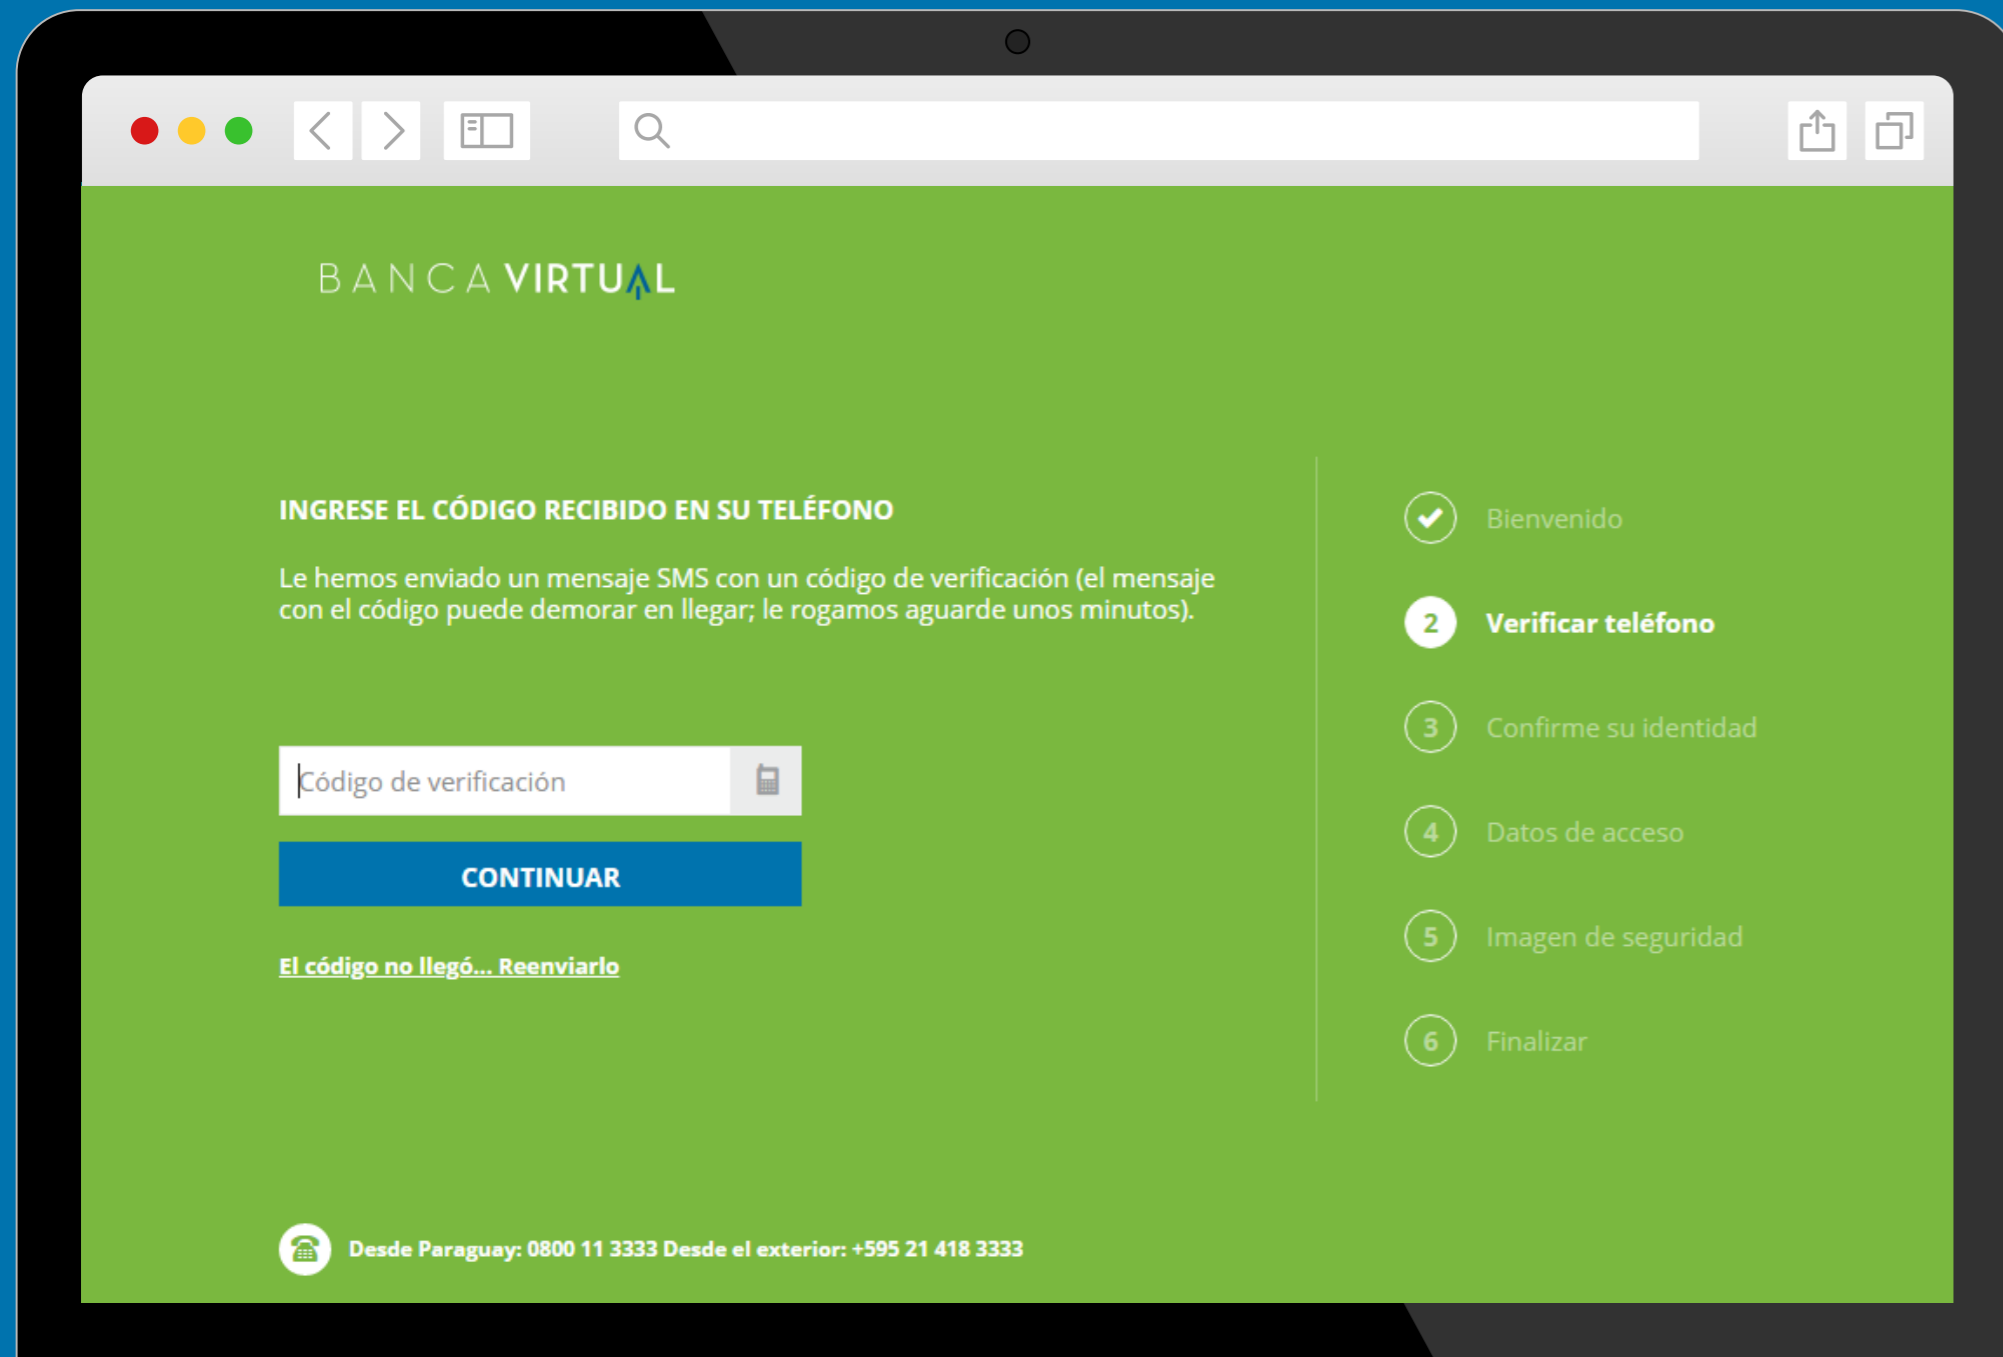 BANCA VIRTUAL
INGRESE EL CÓDIGO RECIBIDO EN SU TELÉFONO
Le hemos enviado un mensaje SMS con un código de verificación (el mensaje
con el código puede demorar en llegar; le rogamos aguarde unos minutos).
Código de verificación
CONTINUAR
El código no llegó... Reenviarlo
Bienvenido
2 Verificar teléfono
3 Confirme su identidad
4 Datos de acceso
5 Imagen de seguridad
6 Finalizar
Desde Paraguay: 0800 11 3333 Desde el exterior: +595 21 418 3333